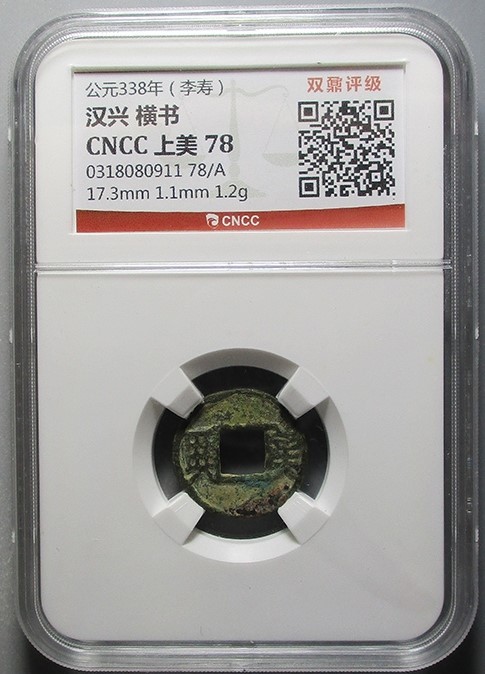 公元338年（李寿）
双鼐评级
汉兴 横书
CNCC 上美 78
0318080911 78/A
17.3mm 1.1mm 1.2g
CNCC